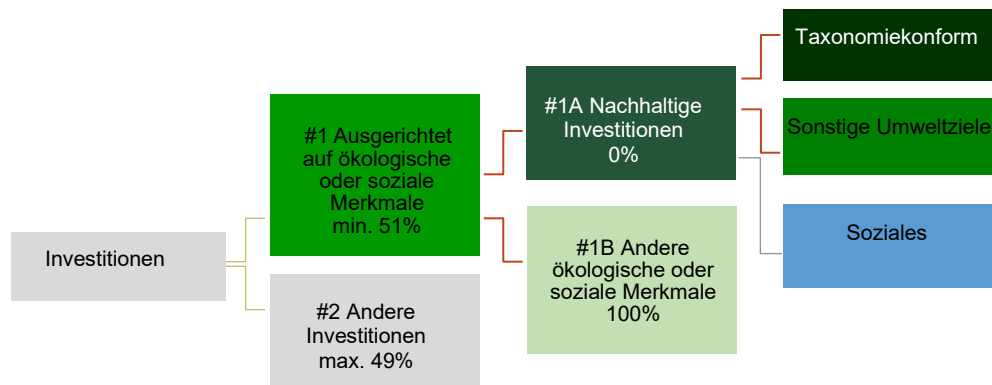 Investitionen
#1 Ausgerichtet
auf ökologische
oder soziale
Merkmale
min. 51%
#2 Andere
Investitionen
max. 49%
#1A Nachhaltige
Investitionen
0%
#1B Andere
ökologische oder
soziale Merkmale
100%
Taxonomiekonform
Sonstige Umweltziele
Soziales